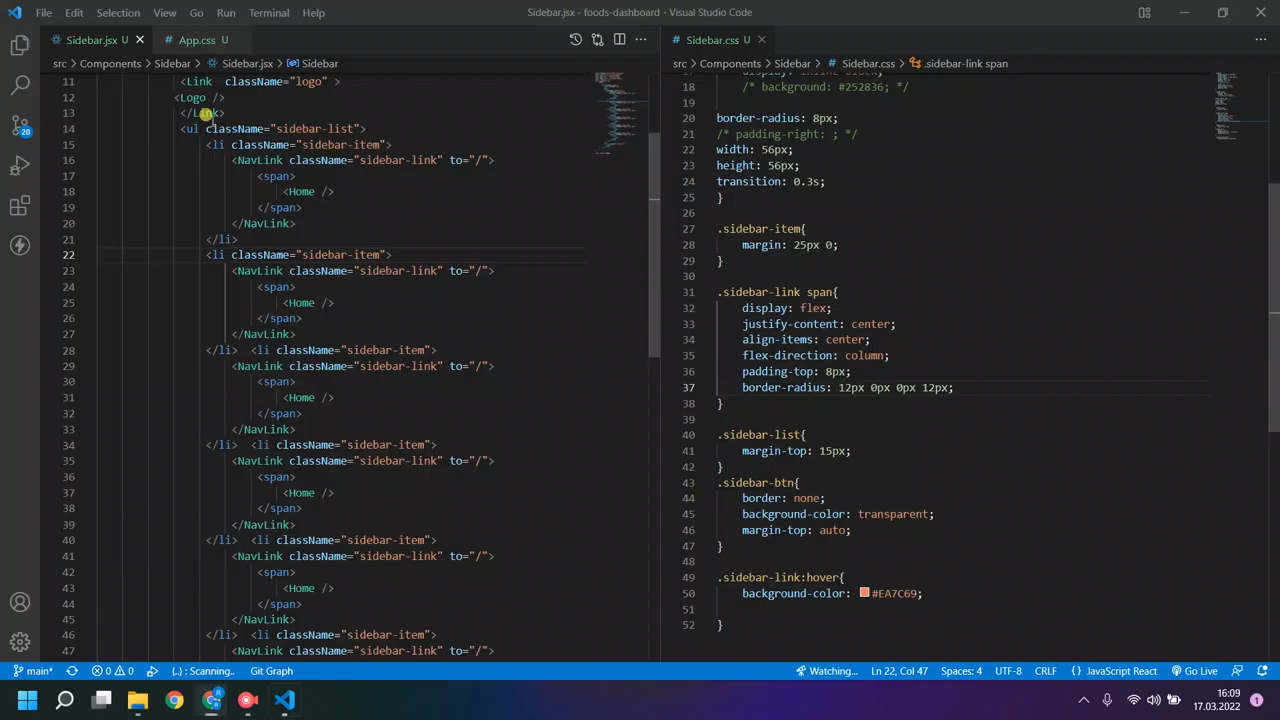 File Edit Selection View Go Run Terminal Help
Sidebar.jsx - foods-dashboard - Visual Studio Code
Sidebar.jsx U
App.css U
src > Components > Sidebar > Sidebar.jsx > Sidebar
11 <Link className="logo" >
12 <Logo />
13 </Link>
14 <ul className="sidebar-list">
15 <li className="sidebar-item">
16 <NavLink className="sidebar-link" to="/">
17 <span>
18 <Home />
19 </span>
20 </NavLink>
21 </li>
22 <li className="sidebar-item">
23 <NavLink className="sidebar-link" to="/">
24 <span>
25 <Home />
26 </span>
27 </NavLink>
28 </li> <li className="sidebar-item">
29 <NavLink className="sidebar-link" to="/">
30 <span>
31 <Home />
32 </span>
33 </NavLink>
34 </li> <li className="sidebar-item">
35 <NavLink className="sidebar-link" to="/">
36 <span>
37 <Home />
38 </span>
39 </NavLink>
40 </li> <li className="sidebar-item">
41 <NavLink className="sidebar-link" to="/">
42 <span>
43 <Home />
44 </span>
45 </NavLink>
46 </li> <li className="sidebar-item">
47 <NavLink className="sidebar-link" to="/">
Sidebar.css U
src > Components > Sidebar > Sidebar.css > .sidebar-link span
17 display: inline-block;
18 /* background: #252836; */
19
20 border-radius: 8px;
21 /* padding-right: ; */
22 width: 56px;
23 height: 56px;
24 transition: 0.3s;
25 }
26
27 .sidebar-item{
28 margin: 25px 0;
29 }
30
31 .sidebar-link span{
32 display: flex;
33 justify-content: center;
34 align-items: center;
35 flex-direction: column;
36 padding-top: 8px;
37 border-radius: 12px 0px 0px 12px;
38 }
39
40 .sidebar-list{
41 margin-top: 15px;
42 }
43 .sidebar-btn{
44 border: none;
45 background-color: transparent;
46 margin-top: auto;
47 }
48
49 .sidebar-link:hover{
50 background-color: #EA7C69;
51
52 }
20
main* 0 0 {..}: Scanning.. Git Graph
Watching... Ln 22, Col 47 Spaces: 4 UTF-8 CRLF {} JavaScript React Go Live
16:09
17.03.2022
1